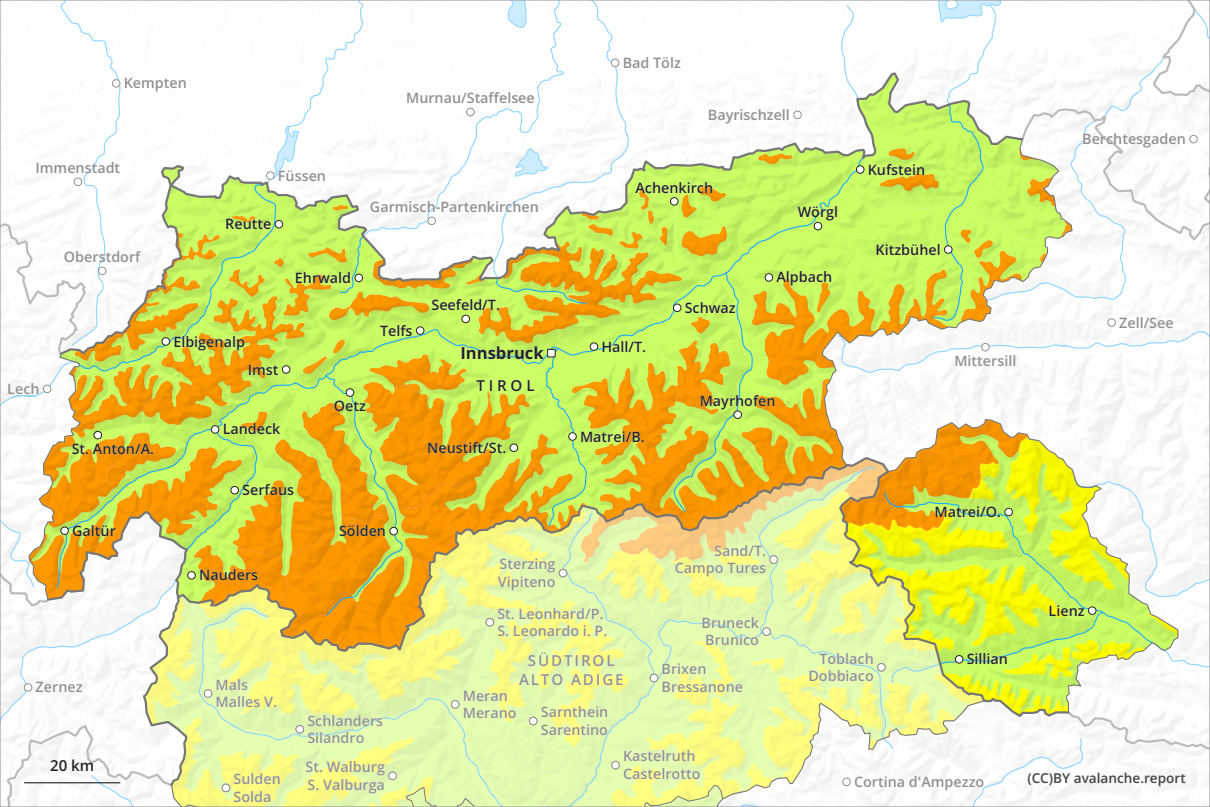 Bad Tölz
Kempten
Murnau/Staffelsee
Bayrischzell
Berchtesgaden
Immenstadt
Füssen
Kufstein
Achenkirch
Garmisch-Partenkirchen
Wörgl
Reutte
Kitzbühel
Oberstdorf
Ehrwald
Alpbach
Seefeld/T.
Schwaz
Zell/See
Telfs
Elbigenalp
Innsbruck
Hall/T.
Mittersill
Imst
TIROL
Lech
Oetz
Mayrhofen
Landeck
Matrei/B.
St. Anton/A.
Neustift/St.
Serfaus
Matrei/O.
Galtür
Sölden
Sand/T.
Campo Tures
Sterzing
Vipiteno
Nauders
Lienz
St. Leonhard/P.
S. Leonardo i. P.
Bruneck
Brunico
Sillian
SÜDTIROL
ALTO ADIGE
Toblach
Dobbiaco
Brixen
Bressanone
Zernez
Mals
Malles V.
Meran
Merano
Sarnthein
Sarentino
Schlanders
Silandro
Kastelruth
Castelrotto
St. Walburg
S. Valburga
20 km
Sulden
Solda
Cortina d'Ampezzo
(CC)BY avalanche.report